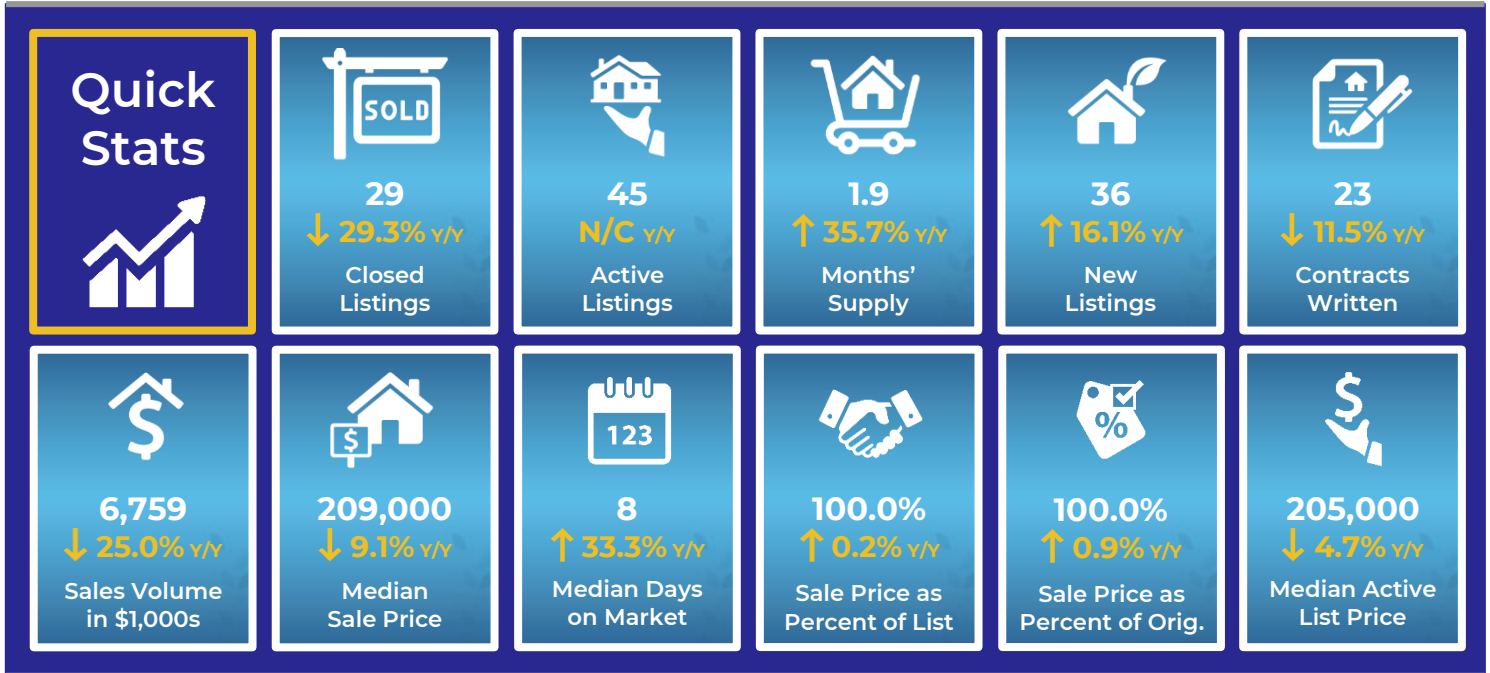 Quick
Stats
SOLD
29
↓ 29.3% Y/Y
Closed
Listings
45
N/C Y/Y
Active
Listings
1.9
↑ 35.7% Y/Y
Months’
Supply
36
↑ 16.1% Y/Y
New
Listings
23
↓ 11.5% Y/Y
Contracts
Written
$
6,759
↓ 25.0% Y/Y
Sales Volume
in $1,000s
$
209,000
↓ 9.1% Y/Y
Median
Sale Price
123
8
↑ 33.3% Y/Y
Median Days
on Market
100.0%
↑ 0.2% Y/Y
Sale Price as
Percent of List
%
100.0%
↑ 0.9% Y/Y
Sale Price as
Percent of Orig.
$
205,000
↓ 4.7% Y/Y
Median Active
List Price